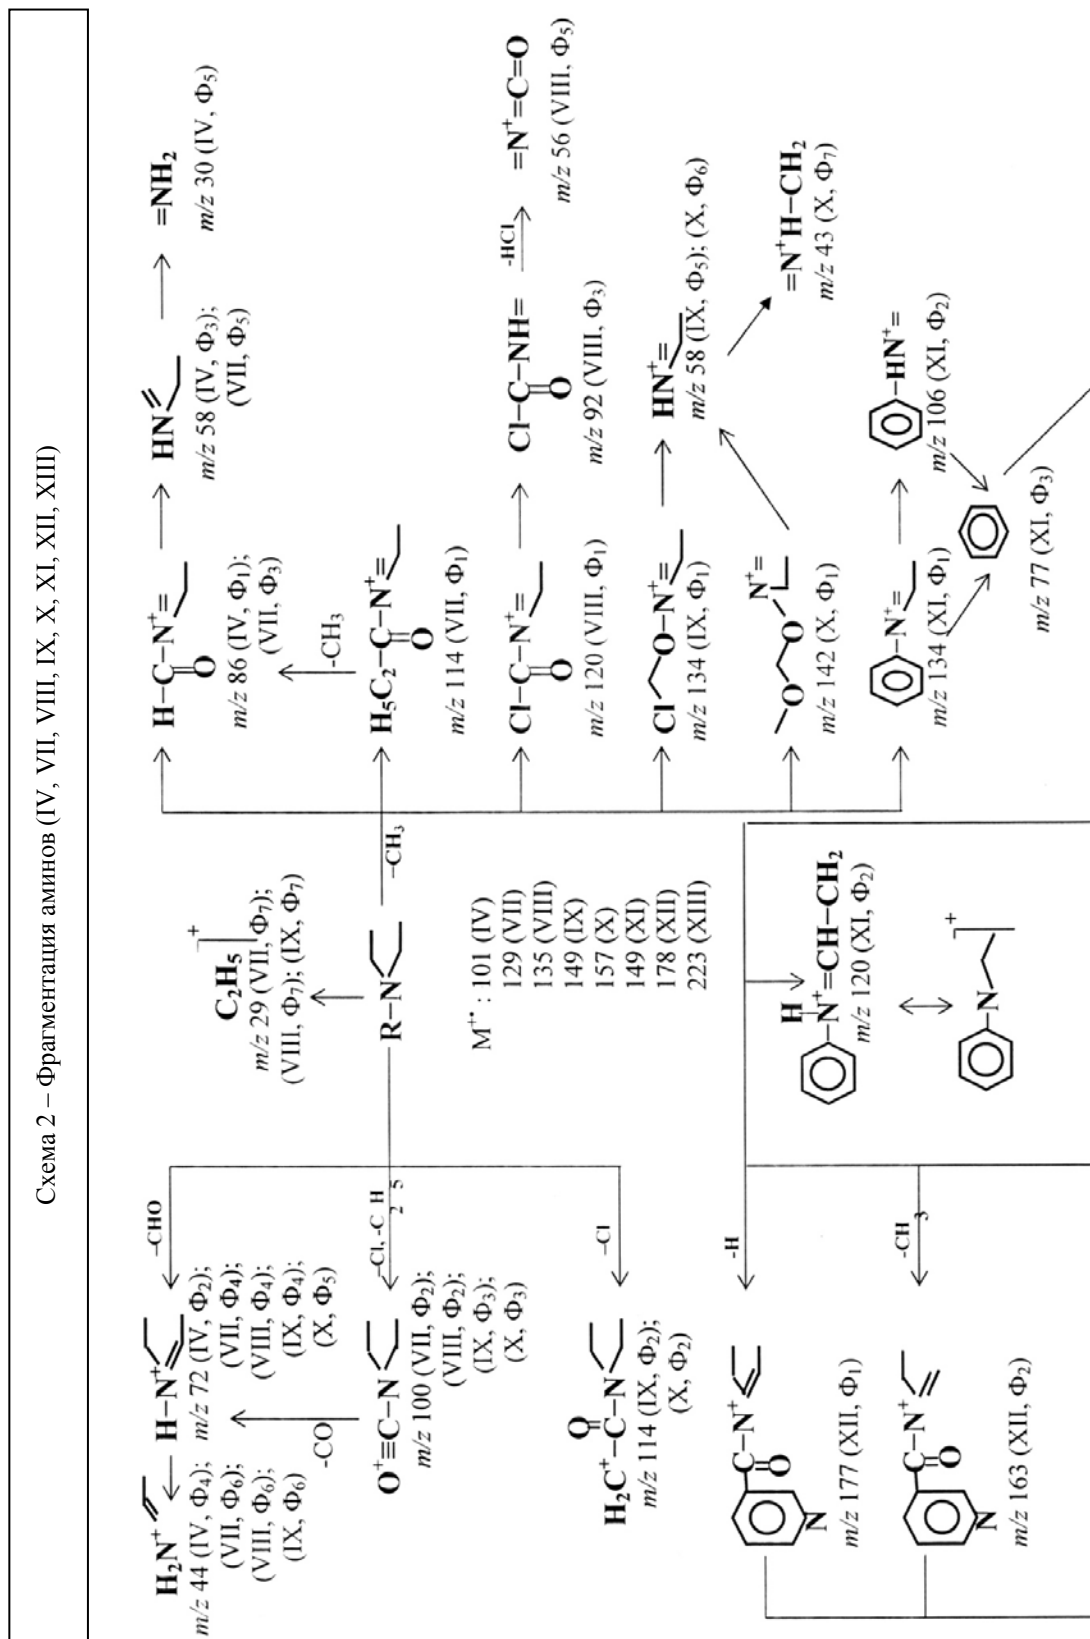 Схема 2 – Фрагментация аминов (IV, VII, VIII, IX, X, XI, XII, XIII)
H₂N⁺
m/z 44 (IV, Ф₄);
(VII, Ф₆);
(VIII, Ф₆);
(IX, Ф₆)
H–N⁺
m/z 72 (IV, Ф₂);
(VII, Ф₄);
(VIII, Ф₄);
(IX, Ф₄);
(X, Ф₅)
–CHO
-CO
O⁺≡C–N
m/z 100 (VII, Ф₂);
(VIII, Ф₂);
(IX, Ф₃);
(X, Ф₃)
–Cl, -C₂H₅
O
H₂C⁺–C–N
m/z 114 (IX, Ф₂);
(X, Ф₂)
–Cl
C₂H₅ +
m/z 29 (VII, Ф₇);
(VIII, Ф₇); (IX, Ф₇)
R–N
–CH₃
M⁺• : 101 (IV)
129 (VII)
135 (VIII)
149 (IX)
157 (X)
149 (XI)
178 (XII)
223 (XIII)
H–C–N⁺=
O
m/z 86 (IV, Ф₁);
(VII, Ф₃)
HN
m/z 58 (IV, Ф₃);
(VII, Ф₅)
=NH₂
m/z 30 (IV, Ф₅)
-CH₃
H₅C₂–C–N⁺=
O
m/z 114 (VII, Ф₁)
Cl–C–N⁺=
O
m/z 120 (VIII, Ф₁)
Cl–C–NH=
O
m/z 92 (VIII, Ф₃)
-HCl
=N⁺=C=O
m/z 56 (VIII, Ф₅)
Cl O–N⁺=
m/z 134 (IX, Ф₁)
HN⁺=
m/z 58 (IX, Ф₅); (X, Ф₆)
=N⁺H–CH₂
m/z 43 (X, Ф₇)
O O N⁺=
m/z 142 (X, Ф₁)
N⁺=
m/z 134 (XI, Ф₁)
HN⁺=
m/z 106 (XI, Ф₂)
m/z 77 (XI, Ф₃)
-H
C–N⁺
O
N
m/z 177 (XII, Ф₁)
-CH₃
C–N⁺
O
N
m/z 163 (XII, Ф₂)
H
N⁺=CH–CH₂
m/z 120 (XI, Ф₂)
N +